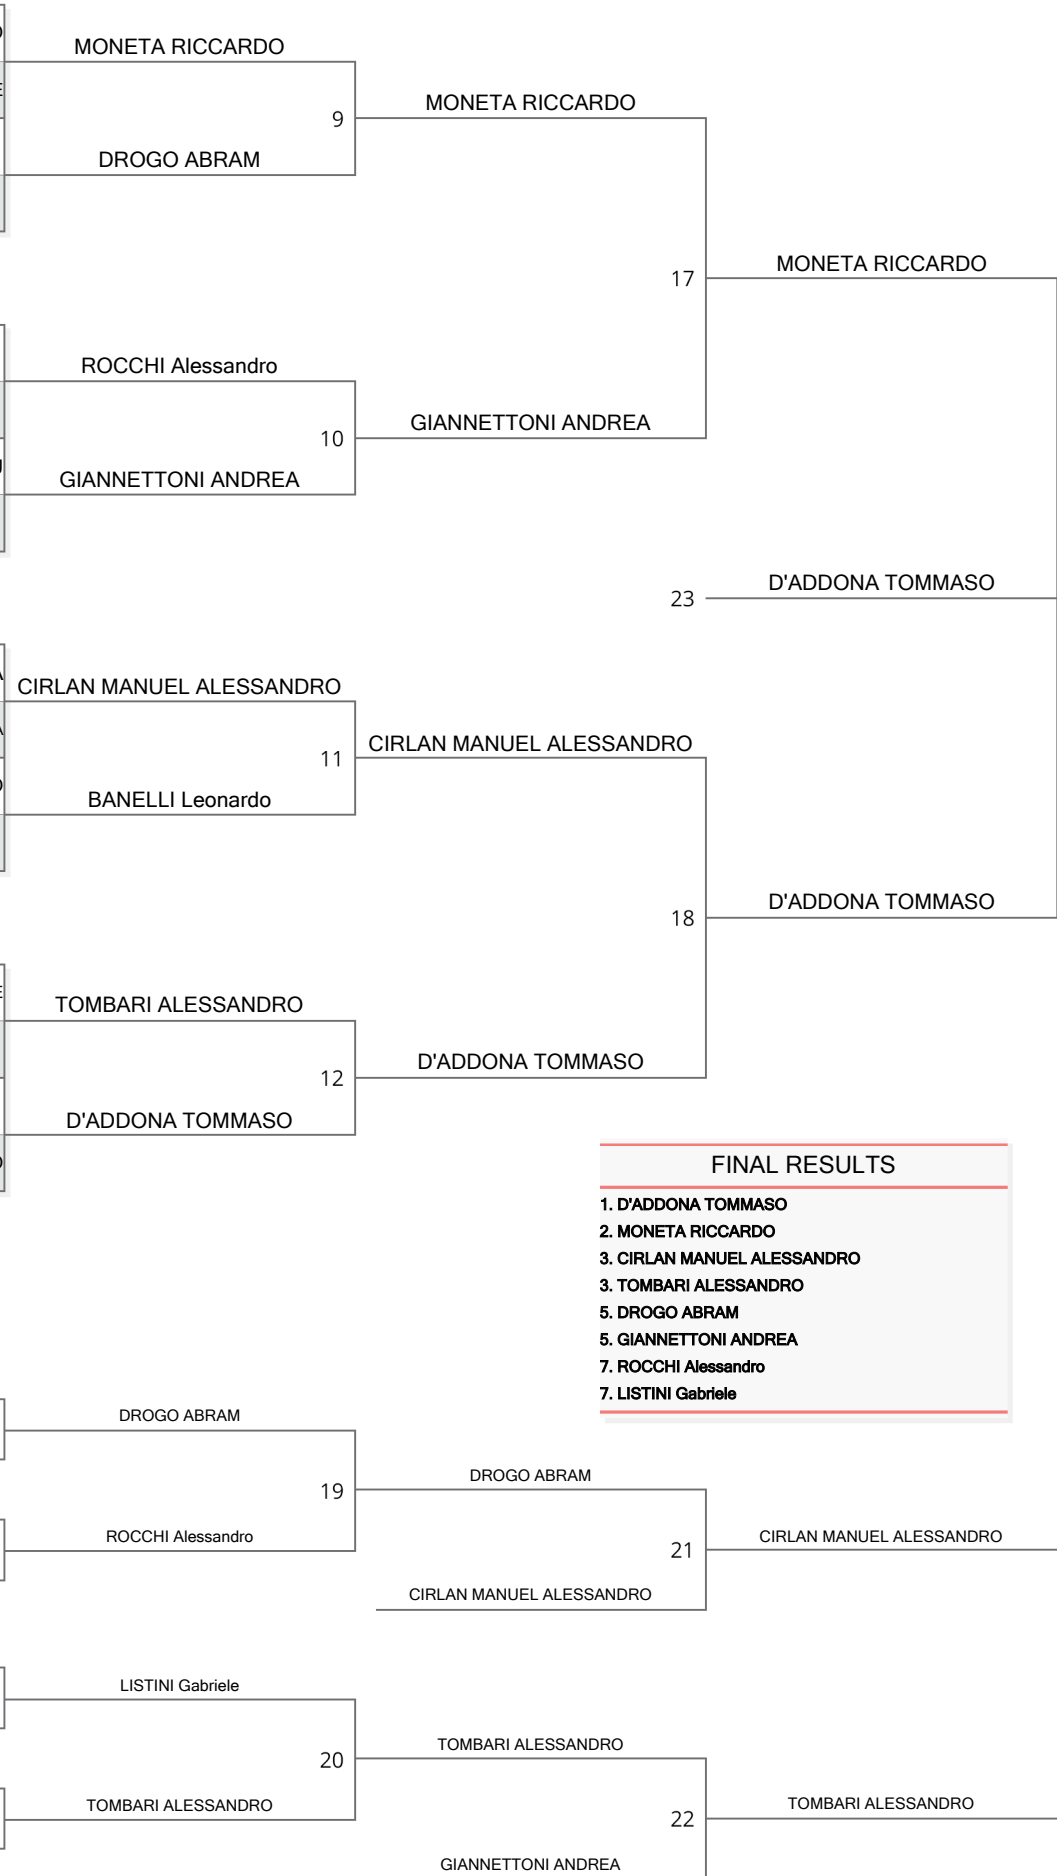 MONETA RICCARDO
9
MONETA RICCARDO
DROGO ABRAM
17
MONETA RICCARDO
ROCCHI Alessandro
10
GIANNETTONI ANDREA
GIANNETTONI ANDREA
23
D'ADDONA TOMMASO
CIRLAN MANUEL ALESSANDRO
11
CIRLAN MANUEL ALESSANDRO
BANELLI Leonardo
18
D'ADDONA TOMMASO
TOMBARI ALESSANDRO
12
D'ADDONA TOMMASO
D'ADDONA TOMMASO
FINAL RESULTS
1. D'ADDONA TOMMASO
2. MONETA RICCARDO
3. CIRLAN MANUEL ALESSANDRO
3. TOMBARI ALESSANDRO
5. DROGO ABRAM
5. GIANNETTONI ANDREA
7. ROCCHI Alessandro
7. LISTINI Gabriele
DROGO ABRAM
19
DROGO ABRAM
ROCCHI Alessandro
21
CIRLAN MANUEL ALESSANDRO
CIRLAN MANUEL ALESSANDRO
LISTINI Gabriele
20
TOMBARI ALESSANDRO
TOMBARI ALESSANDRO
22
TOMBARI ALESSANDRO
GIANNETTONI ANDREA